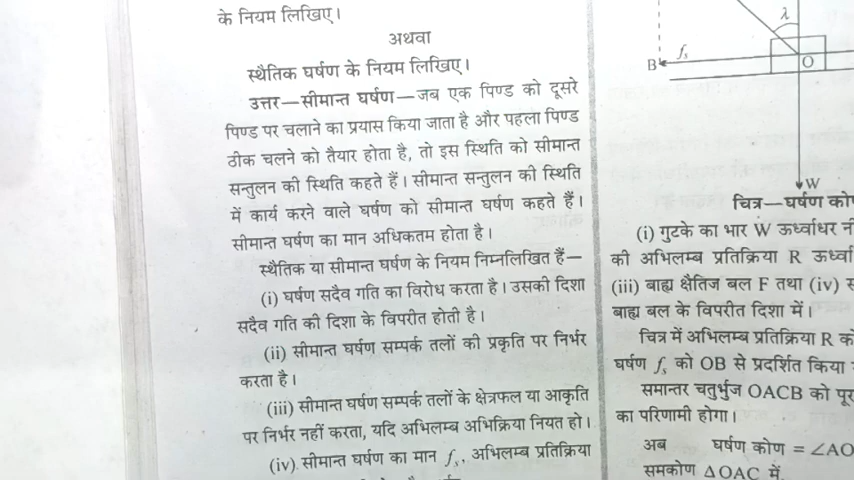 के नियम लिखिए।
अथवा
स्थैतिक घर्षण के नियम लिखिए।
उत्तर—सीमान्त घर्षण—जब एक पिण्ड को दूसरे
पिण्ड पर चलाने का प्रयास किया जाता है और पहला पिण्ड
ठीक चलने को तैयार होता है, तो इस स्थिति को सीमान्त
सन्तुलन की स्थिति कहते हैं। सीमान्त सन्तुलन की स्थिति
में कार्य करने वाले घर्षण को सीमान्त घर्षण कहते हैं।
सीमान्त घर्षण का मान अधिकतम होता है।
स्थैतिक या सीमान्त घर्षण के नियम निम्नलिखित हैं—
(i) घर्षण सदैव गति का विरोध करता है। उसकी दिशा
सदैव गति की दिशा के विपरीत होती है।
(ii) सीमान्त घर्षण सम्पर्क तलों की प्रकृति पर निर्भर
करता है।
(iii) सीमान्त घर्षण सम्पर्क तलों के क्षेत्रफल या आकृति
पर निर्भर नहीं करता, यदि अभिलम्ब अभिक्रिया नियत हो।
(iv) सीमान्त घर्षण का मान fs, अभिलम्ब प्रतिक्रिया
λ
B fs O
W
चित्र—घर्षण
(i) गुटके का भार W ऊर्ध्वाधर
की अभिलम्ब प्रतिक्रिया R
(iii) बाह्य क्षैतिज बल F तथा (iv)
बाह्य बल के विपरीत दिशा में।
चित्र में अभिलम्ब प्रतिक्रिया R
घर्षण fs को OB से प्रदर्शित किया
समान्तर चतुर्भुज OACB को
का परिणामी होगा।
अब घर्षण कोण = ∠AO
समकोण ΔOAC में